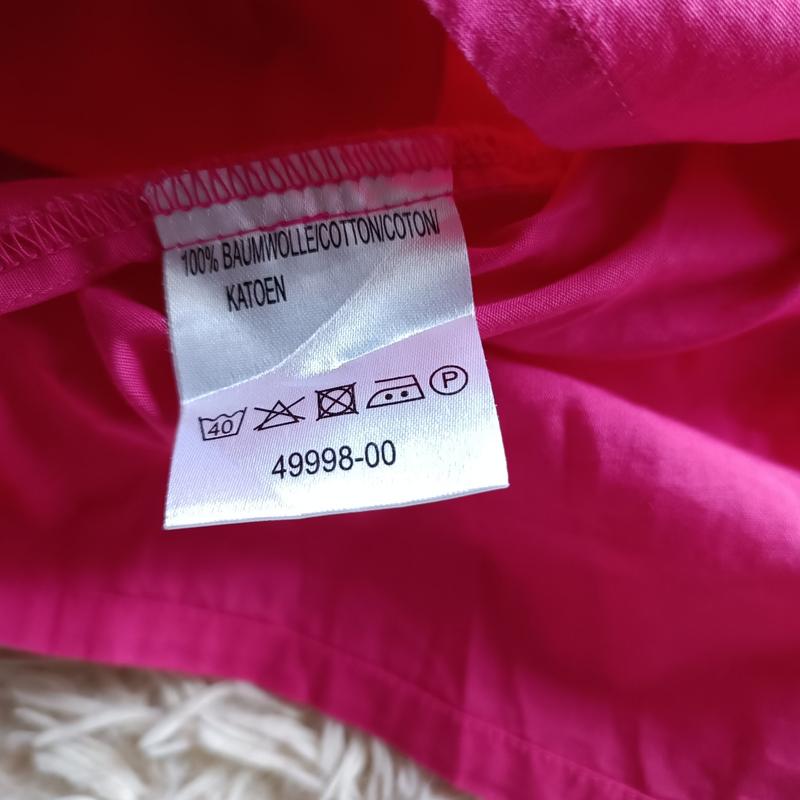 100% BAUMWOLLE/COTTON/COTON/
KATOEN
40 P
49998-00